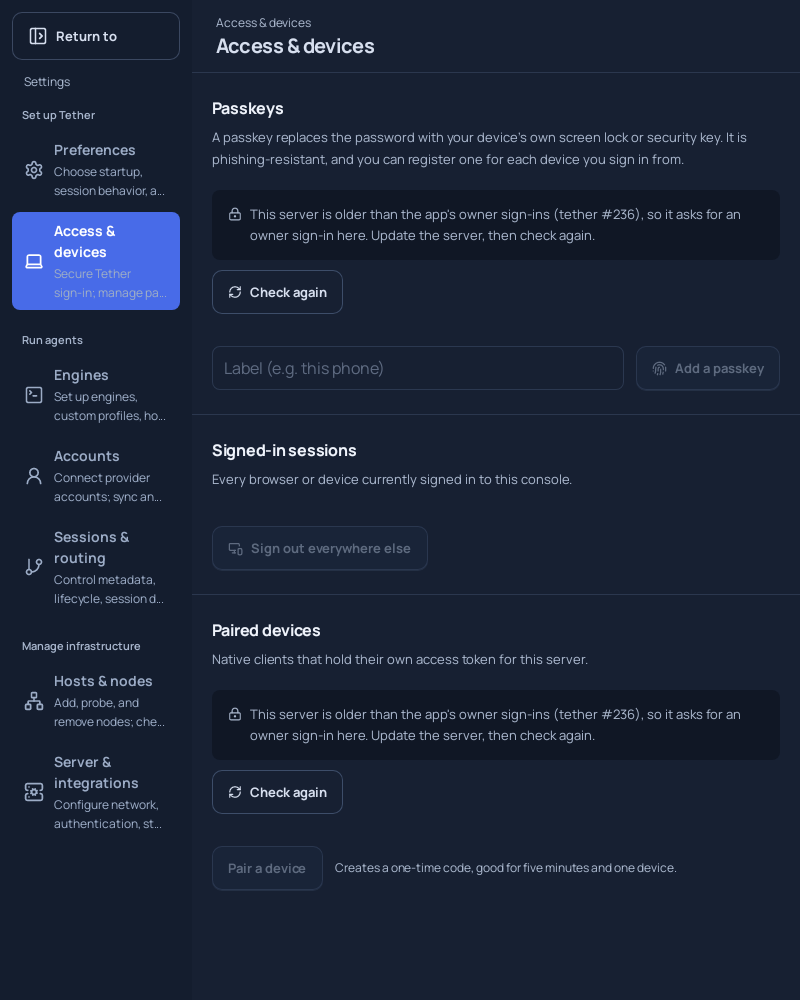 Return to
Settings
Set up Tether
Preferences
Choose startup,
session behavior, a...
Access &
devices
Secure Tether
sign-in; manage pa...
Run agents
Engines
Set up engines,
custom profiles, ho...
Accounts
Connect provider
accounts; sync an...
Sessions &
routing
Control metadata,
lifecycle, session d...
Manage infrastructure
Hosts & nodes
Add, probe, and
remove nodes; che...
Server &
integrations
Configure network,
authentication, st...
Access & devices
Access & devices
Passkeys
A passkey replaces the password with your device's own screen lock or security key. It is
phishing-resistant, and you can register one for each device you sign in from.
This server is older than the app's owner sign-ins (tether #236), so it asks for an
owner sign-in here. Update the server, then check again.
Check again
Label (e.g. this phone)
Add a passkey
Signed-in sessions
Every browser or device currently signed in to this console.
Sign out everywhere else
Paired devices
Native clients that hold their own access token for this server.
This server is older than the app's owner sign-ins (tether #236), so it asks for an
owner sign-in here. Update the server, then check again.
Check again
Pair a device
Creates a one-time code, good for five minutes and one device.